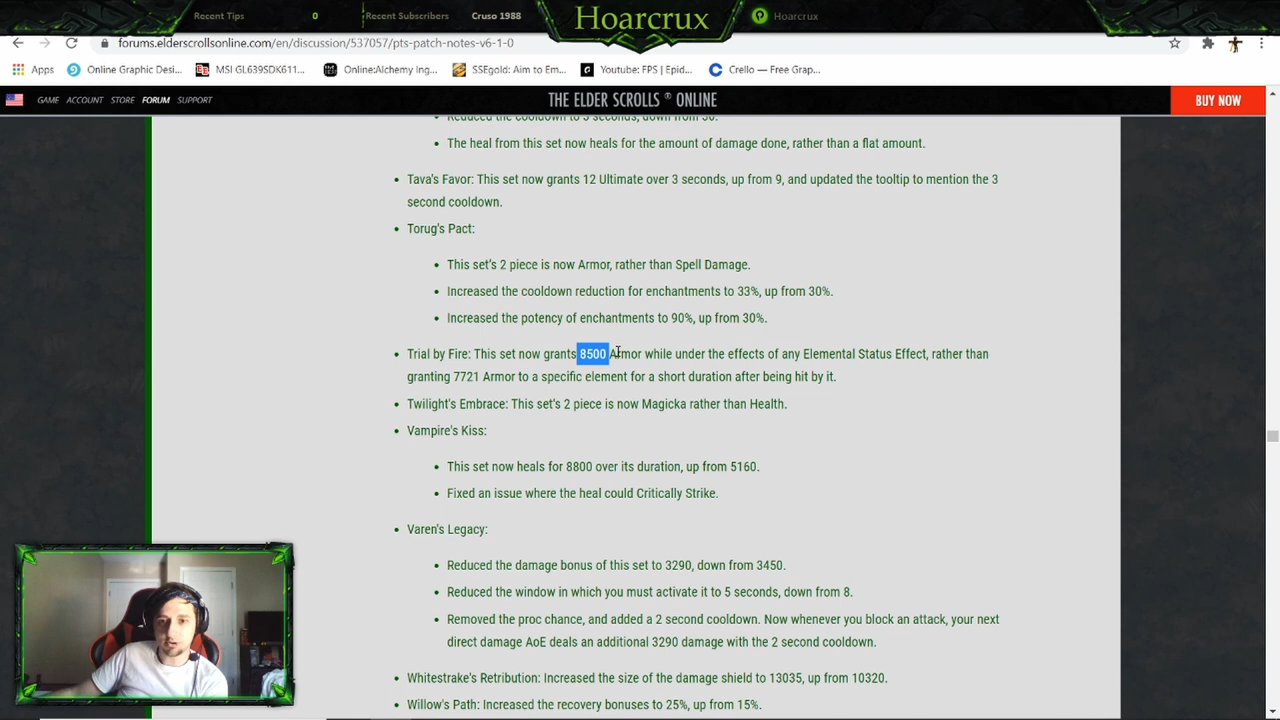 Recent Tips 0 Recent Subscribers Cruso 1988 Hoarcrux Hoarcrux
forums.elderscrollsonline.com/en/discussion/537057/pts-patch-notes-v6-1-0
Apps Online Graphic Desi... MSI GL639SDK611... Online:Alchemy Ing... SSEgold: Aim to Em... Youtube: FPS | Epid... Crello — Free Grap...
GAME ACCOUNT STORE FORUM SUPPORT THE ELDER SCROLLS ® ONLINE BUY NOW
Reduced the cooldown to 5 seconds, down from 30.
The heal from this set now heals for the amount of damage done, rather than a flat amount.
Tava's Favor: This set now grants 12 Ultimate over 3 seconds, up from 9, and updated the tooltip to mention the 3
second cooldown.
Torug's Pact:
This set's 2 piece is now Armor, rather than Spell Damage.
Increased the cooldown reduction for enchantments to 33%, up from 30%.
Increased the potency of enchantments to 90%, up from 30%.
Trial by Fire: This set now grants 8500 Armor while under the effects of any Elemental Status Effect, rather than
granting 7721 Armor to a specific element for a short duration after being hit by it.
Twilight's Embrace: This set's 2 piece is now Magicka rather than Health.
Vampire's Kiss:
This set now heals for 8800 over its duration, up from 5160.
Fixed an issue where the heal could Critically Strike.
Varen's Legacy:
Reduced the damage bonus of this set to 3290, down from 3450.
Reduced the window in which you must activate it to 5 seconds, down from 8.
Removed the proc chance, and added a 2 second cooldown. Now whenever you block an attack, your next
direct damage AoE deals an additional 3290 damage with the 2 second cooldown.
Whitestrake's Retribution: Increased the size of the damage shield to 13035, up from 10320.
Willow's Path: Increased the recovery bonuses to 25%, up from 15%.